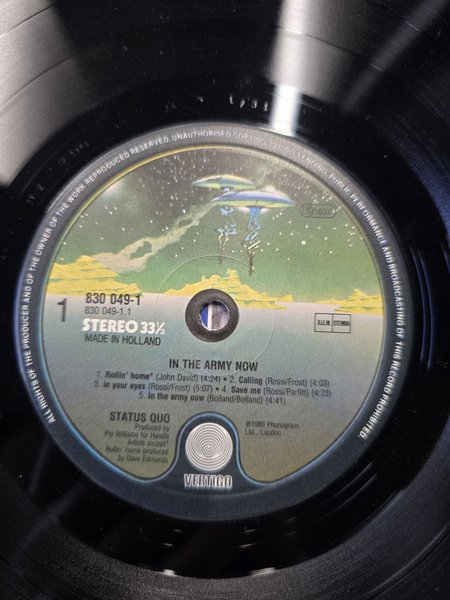 ALL RIGHTS OF THE PRODUCER AND OF THE OWNER OF THE WORK REPRODUCED RESERVED. UNAUTHORISED COPYING, LENDING, PUBLIC PERFORMANCE AND BROADCASTING OF THIS RECORD PROHIBITED.
1
830 049-1
830 049-1.1
STEREO 33⅓
MADE IN HOLLAND
B.I.E.M. STEMRA
IN THE ARMY NOW
1. Rollin' home* (John David) (4:24) • 2. Calling (Rossi/Frost) (4:03)
3. In your eyes (Rossi/Frost) (5:07) • 4. Save me (Rossi/Parfitt) (4:23)
5. In the army now (Bolland/Bolland) (4:41)
STATUS QUO
Produced by
Pip Williams for Handle
Artists except*
Rollin' home produced
by Dave Edmunds
℗1986 Phonogram
Ltd., London.
VERTIGO